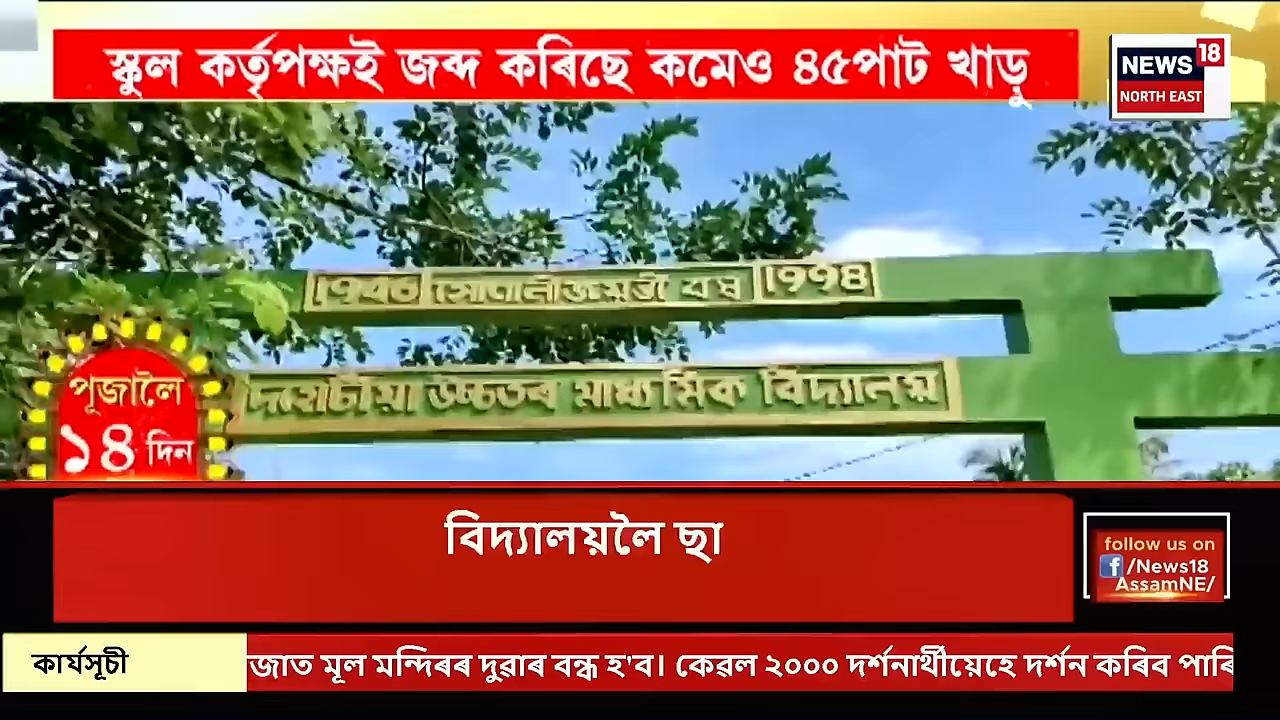 স্কুল কৰ্তৃপক্ষই জব্দ কৰিছে কমেও ৪৫পাট খাড়ু
NEWS 18
NORTH EAST
সোণালীজয়ন্তী বৰ্ষ ১৯৯৪
দহোটীয়া উচ্চতৰ মাধ্যমিক বিদ্যালয়
পূজালৈ
১৪ দিন
বিদ্যালয়লৈ ছা
follow us on
/News18
AssamNE/
কাৰ্যসূচী
জাত মূল মন্দিৰৰ দুৱাৰ বন্ধ হ'ব। কেৱল ২০০০ দৰ্শনাৰ্থীয়েহে দৰ্শন কৰিব পাৰি